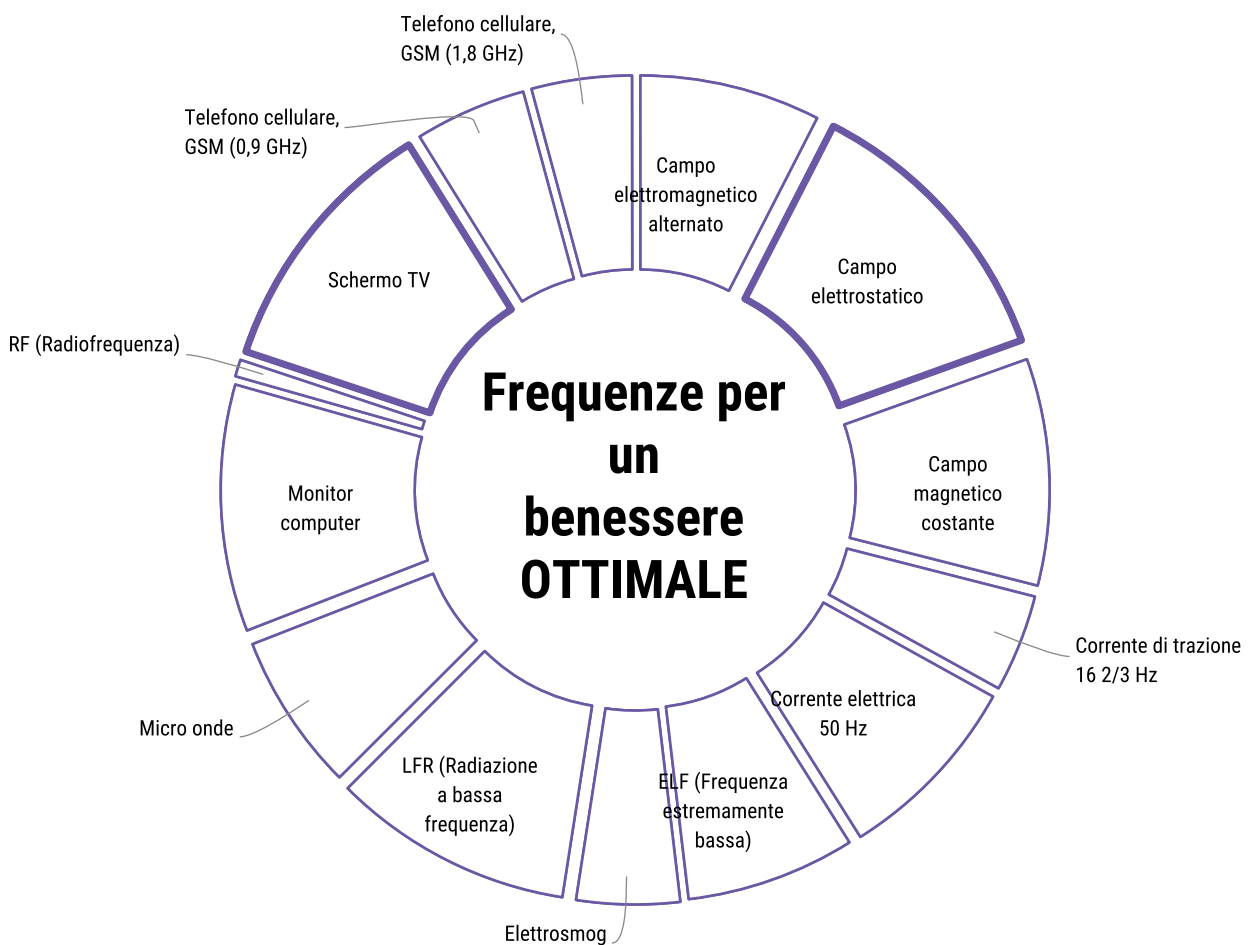 Telefono cellulare,
GSM (1,8 GHz)
Telefono cellulare,
GSM (0,9 GHz)
Campo
elettromagnetico
alternato
Campo
elettrostatico
Schermo TV
RF (Radiofrequenza)
Frequenze per
un
benessere
OTTIMALE
Campo
magnetico
costante
Monitor
computer
Corrente di trazione
16 2/3 Hz
Corrente elettrica
50 Hz
Micro onde
LFR (Radiazione
a bassa
frequenza)
ELF (Frequenza
estremamente
bassa)
Elettrosmog